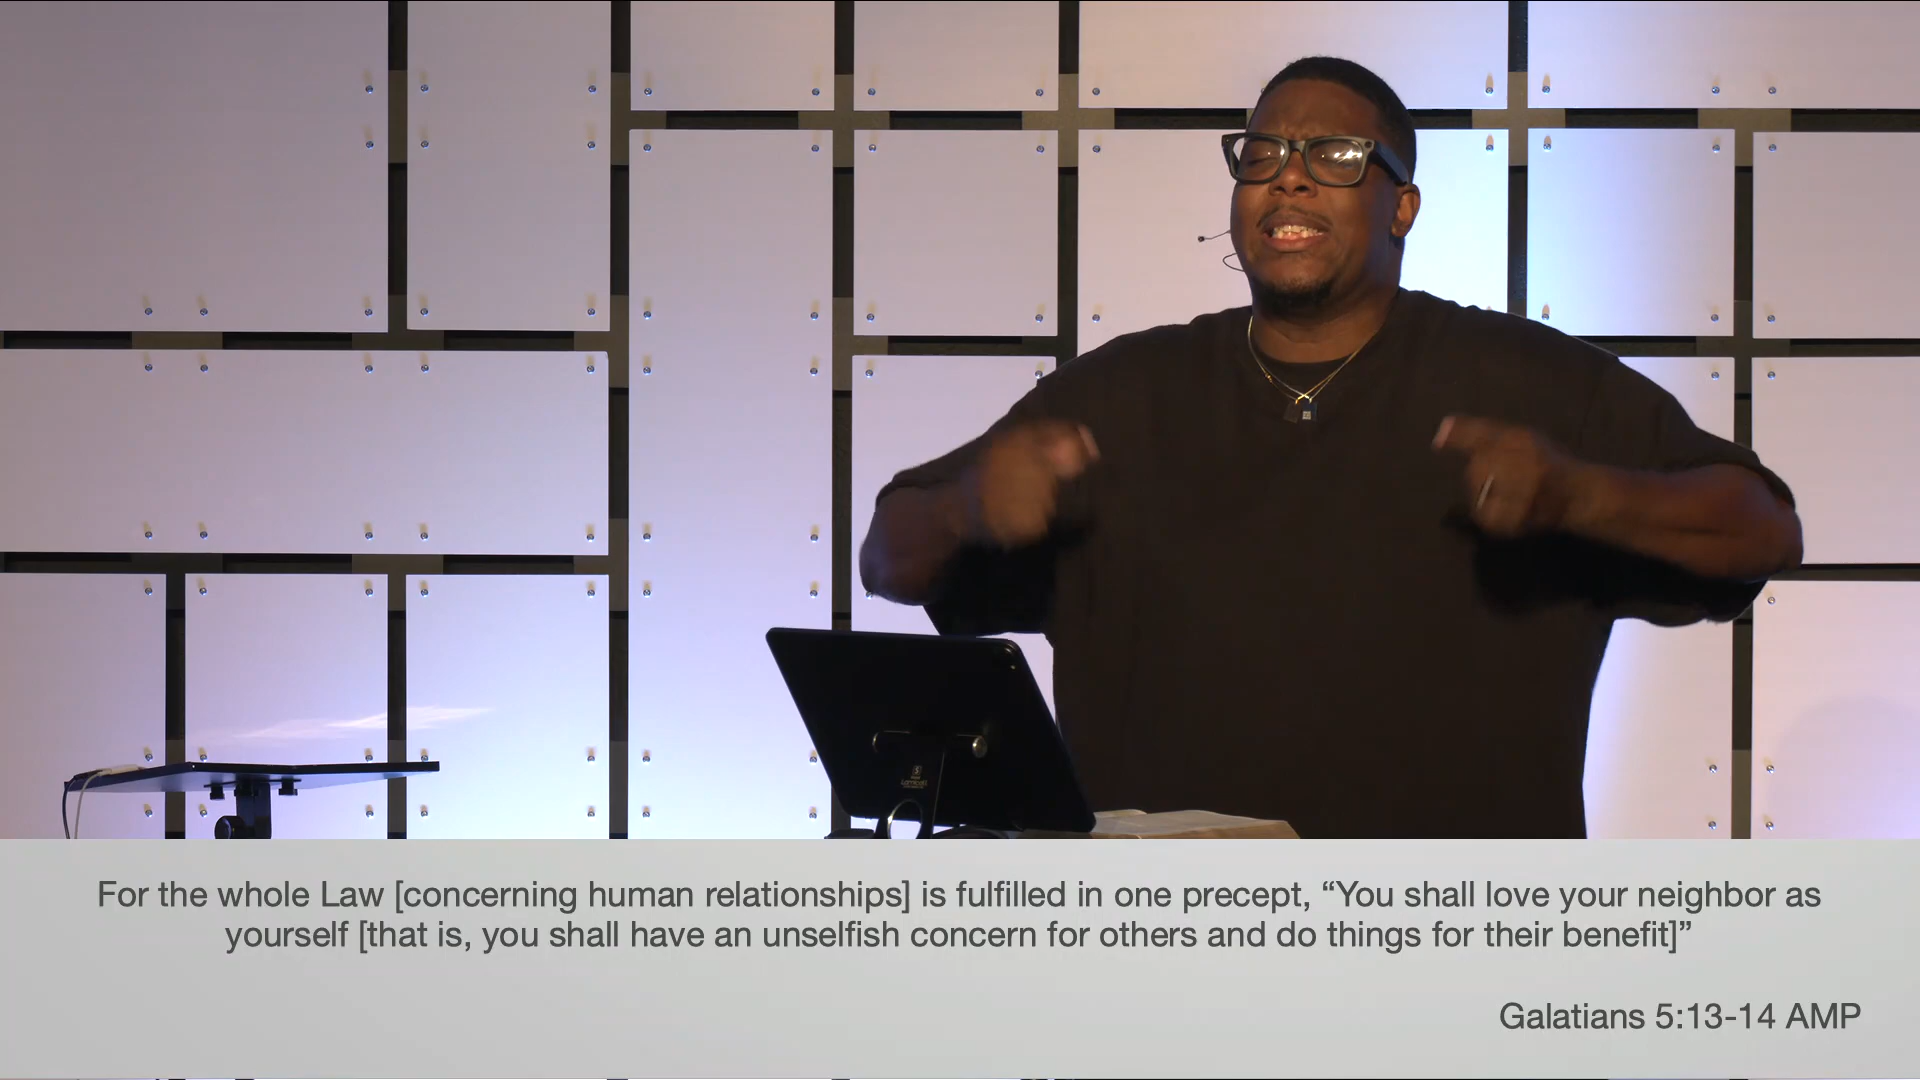 For the whole Law [concerning human relationships] is fulfilled in one precept, “You shall love your neighbor as
yourself [that is, you shall have an unselfish concern for others and do things for their benefit]”
Galatians 5:13-14 AMP